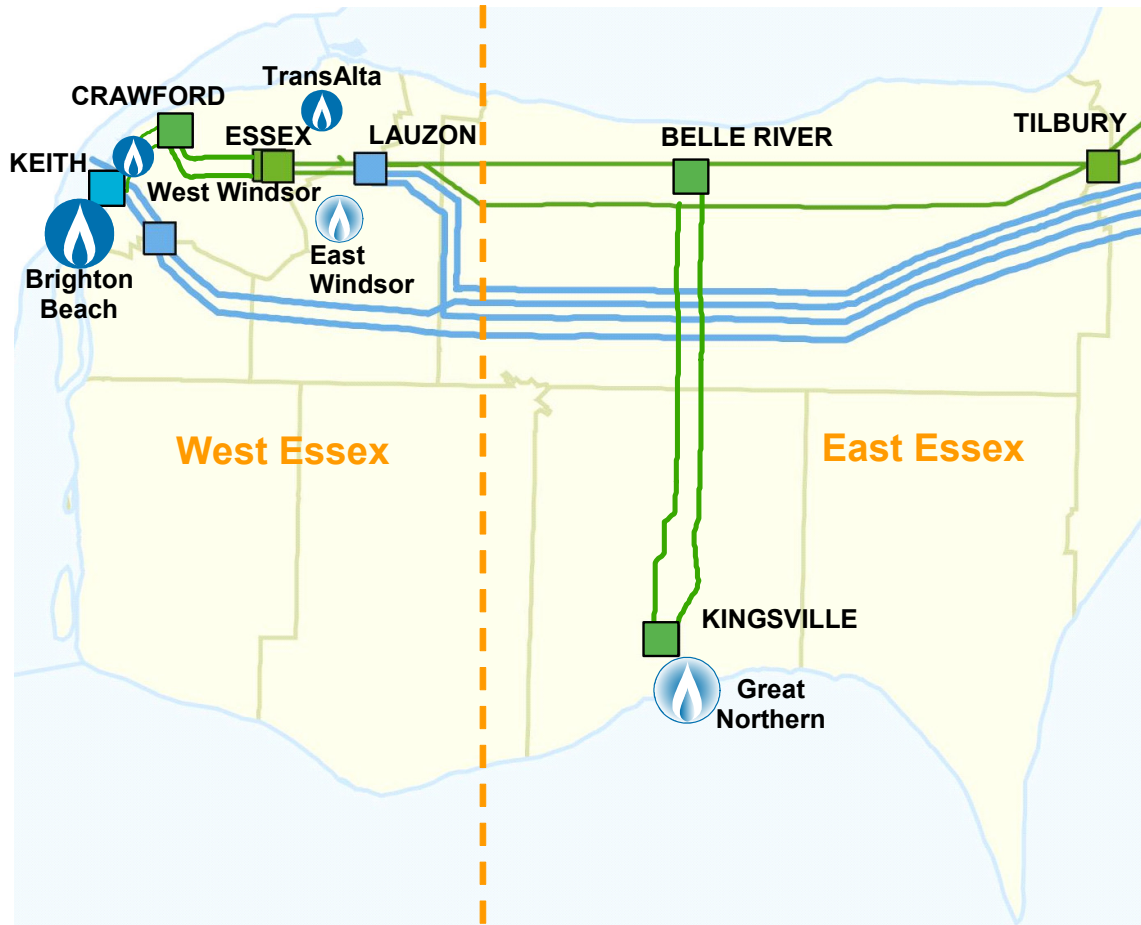 TransAlta
CRAWFORD
ESSEX
LAUZON
BELLE RIVER
TILBURY
KEITH
West Windsor
East
Windsor
Brighton
Beach
West Essex
East Essex
KINGSVILLE
Great
Northern